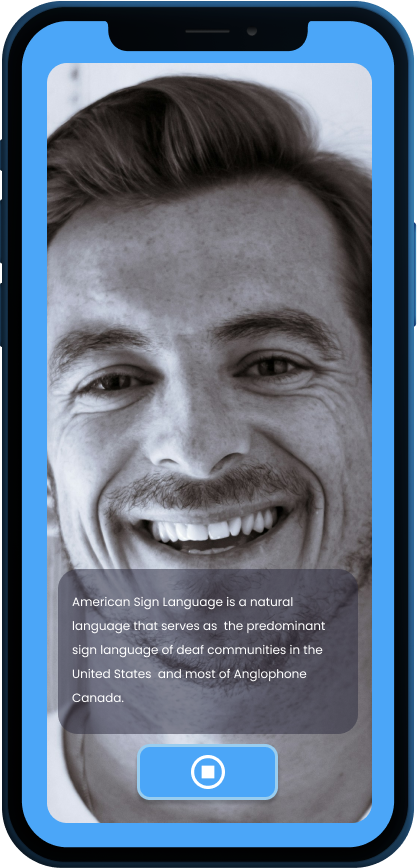 American Sign Language is a natural
language that serves as the predominant
sign language of deaf communities in the
United States and most of Anglophone
Canada.